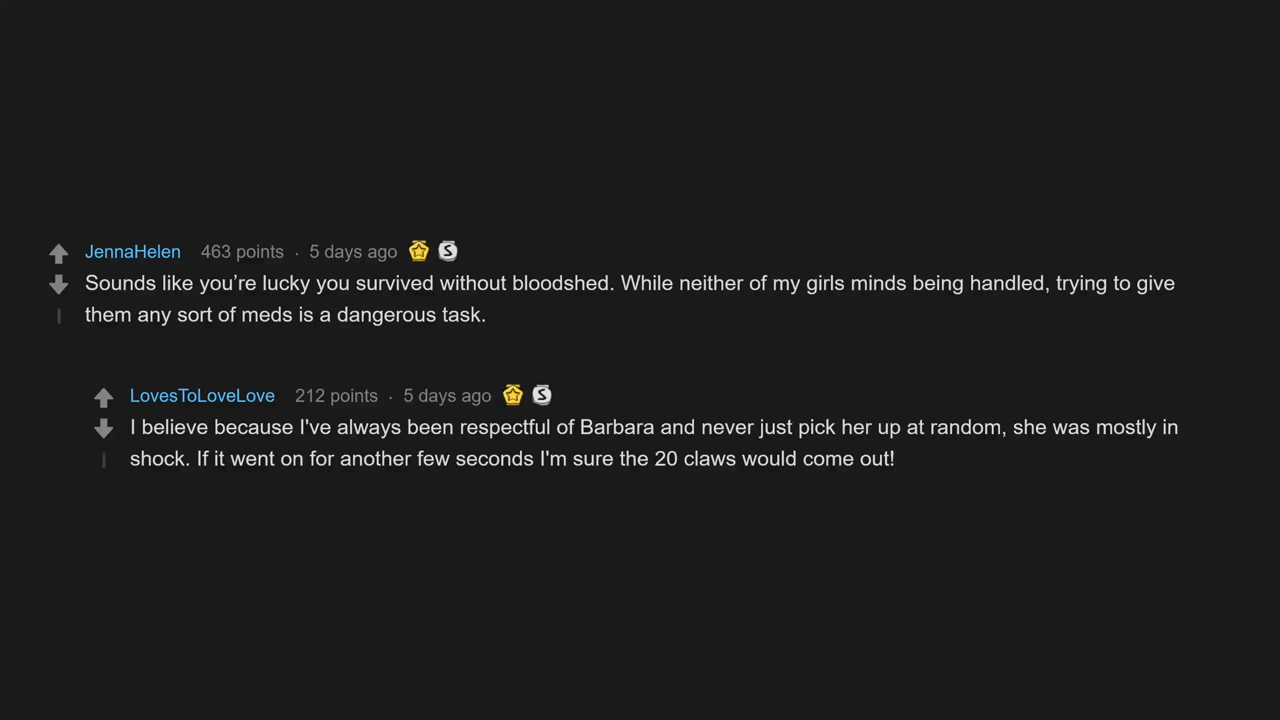 JennaHelen 463 points · 5 days ago
Sounds like you’re lucky you survived without bloodshed. While neither of my girls minds being handled, trying to give
them any sort of meds is a dangerous task.
LovesToLoveLove 212 points · 5 days ago
I believe because I've always been respectful of Barbara and never just pick her up at random, she was mostly in
shock. If it went on for another few seconds I'm sure the 20 claws would come out!